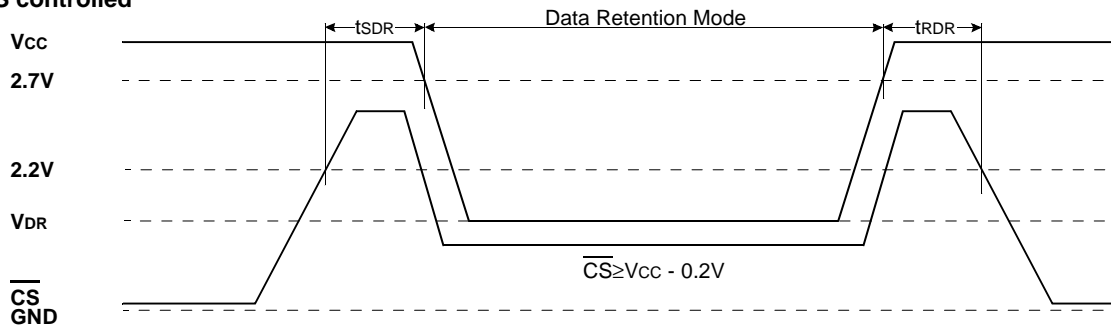 controlled
tSDR
Data Retention Mode
tRDR
VCC
2.7V
2.2V
VDR
CS≥VCC - 0.2V
CS
GND